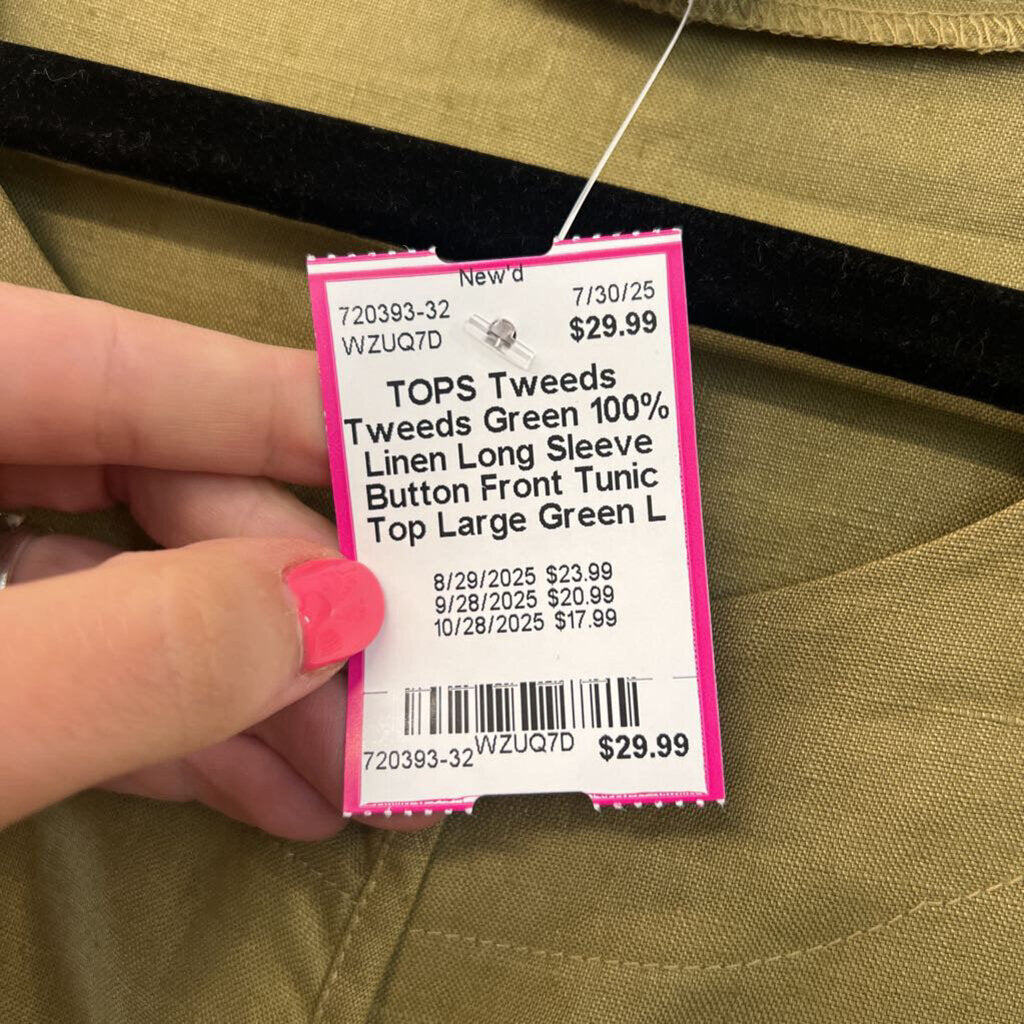 New'd
720393-32 7/30/25
WZUQ7D $29.99
TOPS Tweeds
Tweeds Green 100%
Linen Long Sleeve
Button Front Tunic
Top Large Green L
8/29/2025 $23.99
9/28/2025 $20.99
10/28/2025 $17.99
720393-32 WZUQ7D $29.99